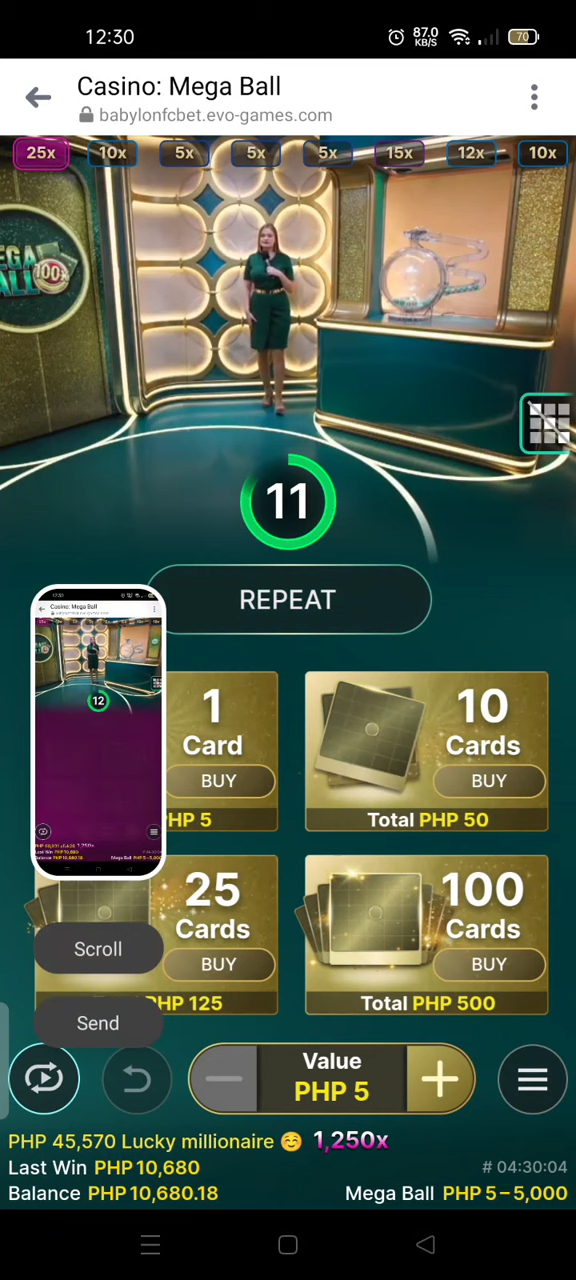 12:30
87.0 KB/S
70
Casino: Mega Ball
babylonfcbet.evo-games.com
25x 10x 5x 5x 5x 15x 12x 10x
100x
11
REPEAT
Casino: Mega Ball
12
1 Card
BUY
PHP 5
10 Cards
BUY
Total PHP 50
25 Cards
BUY
PHP 125
100 Cards
BUY
Total PHP 500
Scroll
Send
Value
PHP 5
PHP 45,570 Lucky millionaire ☺️ 1,250x
Last Win PHP 10,680
# 04:30:04
Balance PHP 10,680.18
Mega Ball PHP 5–5,000